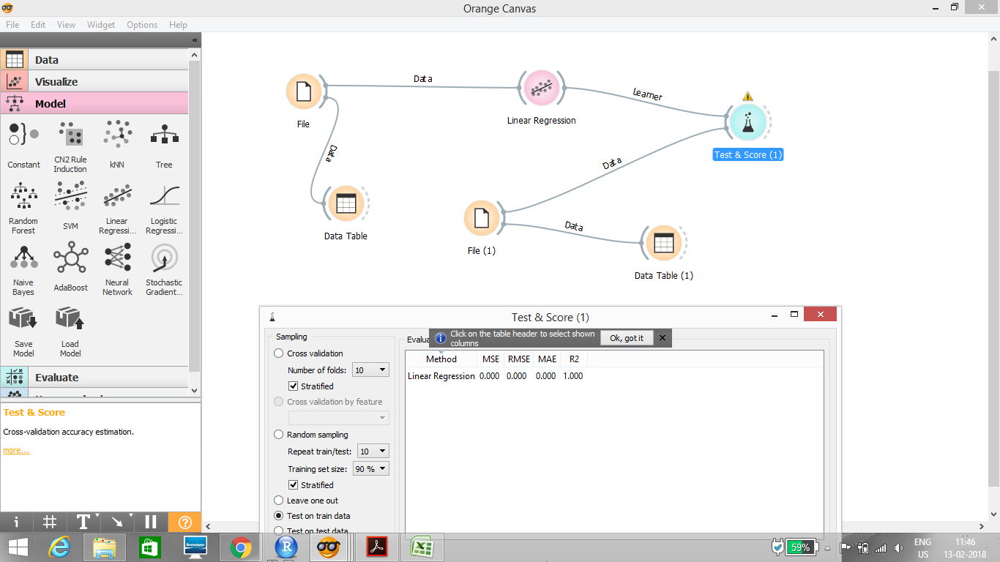 Orange Canvas
File Edit View Widget Options Help
«
Data
Visualize
Model
Constant
CN2 Rule
Induction
kNN
Tree
Random
Forest
SVM
Linear
Regressi...
Logistic
Regressi...
Naive
Bayes
AdaBoost
Neural
Network
Stochastic
Gradient...
Save
Model
Load
Model
Evaluate
Test & Score
Cross-validation accuracy estimation.
more...
File
Data
Linear Regression
Learner
Test & Score (1)
Data
Data Table
Data
File (1)
Data
Data Table (1)
Test & Score (1)
Sampling
Cross validation
Number of folds: 10
Stratified
Cross validation by feature
Random sampling
Repeat train/test: 10
Training set size: 90 %
Stratified
Leave one out
Test on train data
Test on test data
Evalua
Click on the table header to select shown
columns
Ok, got it
Method MSE RMSE MAE R2
Linear Regression 0.000 0.000 0.000 1.000
lenovo
R
59%
ENG
US
11:46
13-02-2018